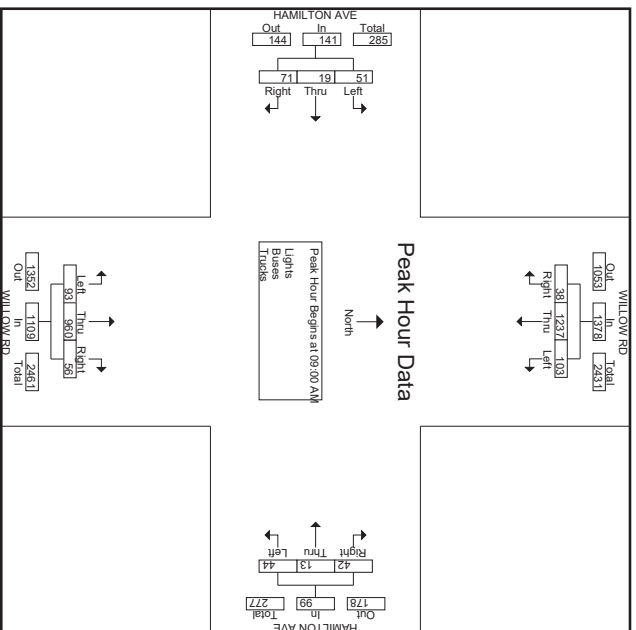 HAMILTON AVE
Out In Total
144 141 285
71 19 51
Right Thru Left
WILLOW RD
Out In Total
1053 1378 2431
38 1237 103
Right Thru Left
Peak Hour Data
North
Peak Hour Begins at 09:00 AM
Lights
Buses
Trucks
Left Thru Right
93 960 56
1352 1109 2461
Out In Total
WILLOW RD
Left Thru Right
44 13 42
277 99 178
Total In Out
HAMILTON AVE